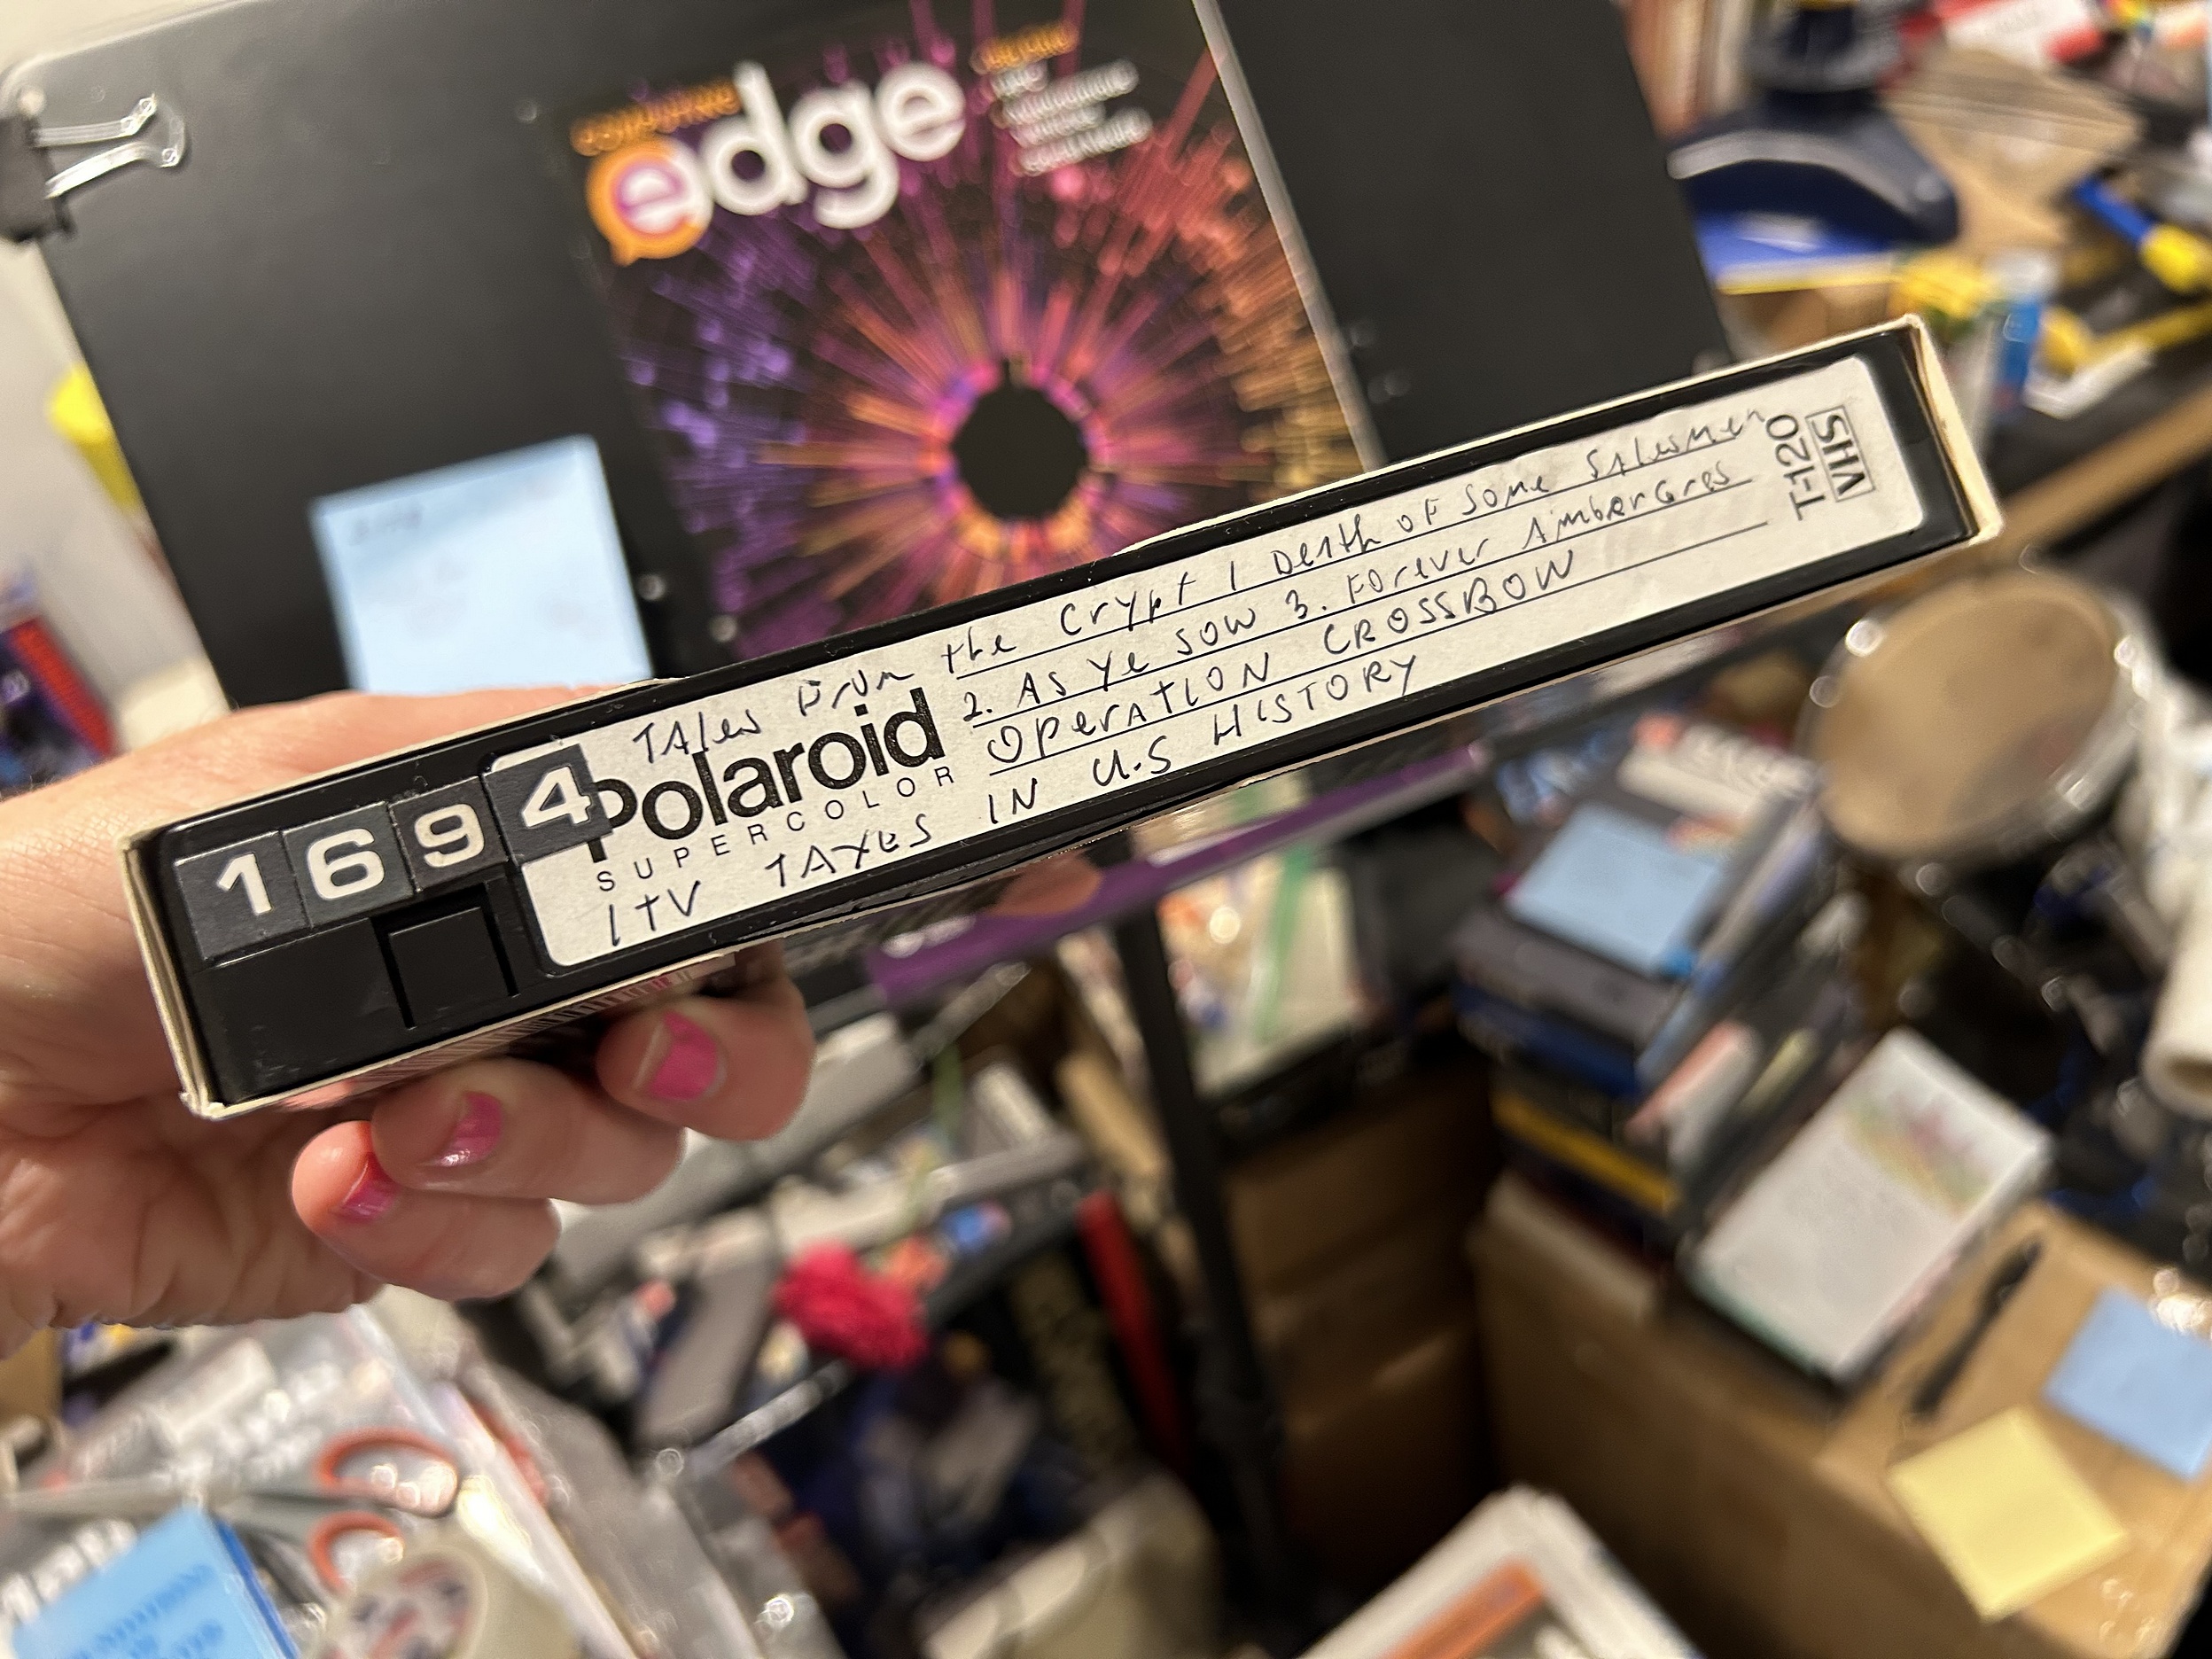 edge
TAles From the Crypt 1 Death of Some SAlesmen
2. As Ye Sow 3. Forever AmberGres
OPERATION CROSSBOW
ITV TAXES IN U.S HISTORY
1694
Polaroid
SUPERCOLOR
T-120
VHS